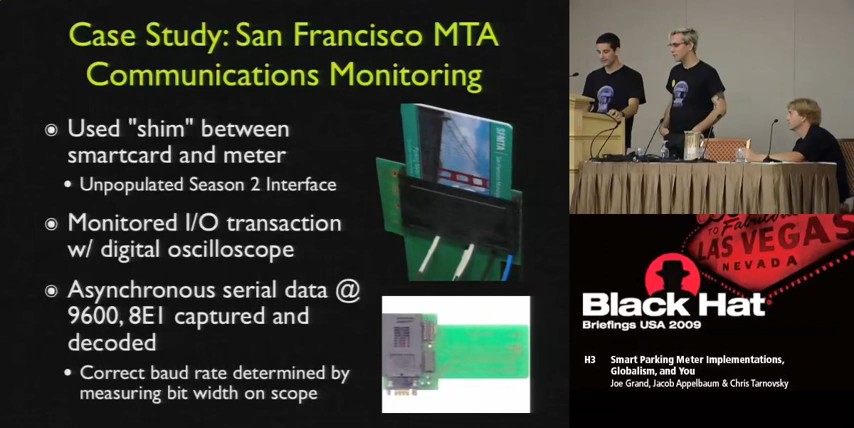 Case Study: San Francisco MTA
Communications Monitoring
Used "shim" between
smartcard and meter
Unpopulated Season 2 Interface
Monitored I/O transaction
w/ digital oscilloscope
Asynchronous serial data @
9600, 8E1 captured and
decoded
Correct baud rate determined by
measuring bit width on scope
SFMTA
TO Fabulous
LAS VEGAS
NEVADA
Black Hat
Briefings USA 2009
H3 Smart Parking Meter Implementations,
Globalism, and You
Joe Grand, Jacob Appelbaum & Chris Tarnovsky